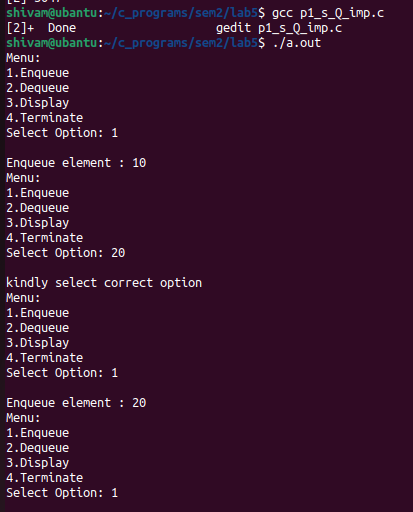 shivam@ubuntu:~/c_programs/sem2/lab5$ gcc p1_s_Q_imp.c
[2]+  Done                    gedit p1_s_Q_imp.c
shivam@ubuntu:~/c_programs/sem2/lab5$ ./a.out
Menu:
1.Enqueue
2.Dequeue
3.Display
4.Terminate
Select Option: 1

Enqueue element : 10
Menu:
1.Enqueue
2.Dequeue
3.Display
4.Terminate
Select Option: 20

kindly select correct option
Menu:
1.Enqueue
2.Dequeue
3.Display
4.Terminate
Select Option: 1

Enqueue element : 20
Menu:
1.Enqueue
2.Dequeue
3.Display
4.Terminate
Select Option: 1